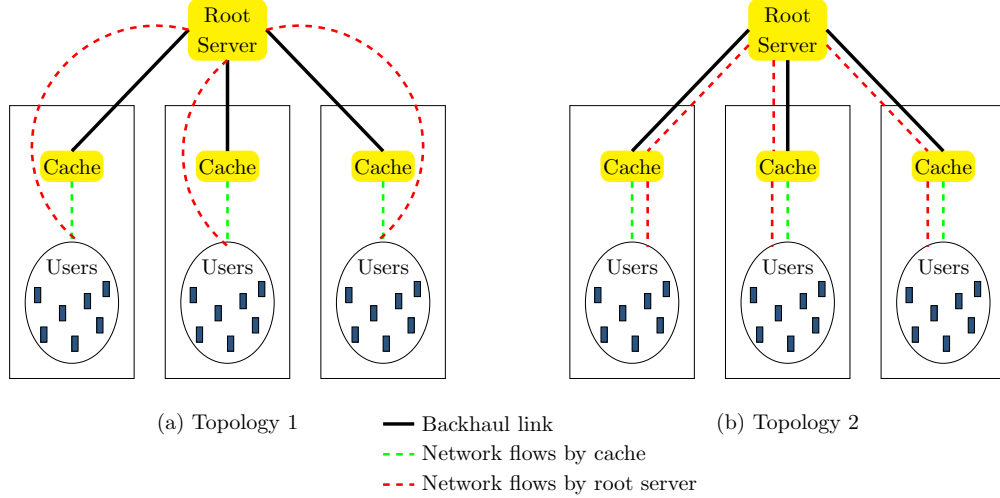 Root
Server
Cache
Cache
Cache
Users
Users
Users
(a) Topology 1
Root
Server
Cache
Cache
Cache
Users
Users
Users
(b) Topology 2
Backhaul link
Network flows by cache
Network flows by root server